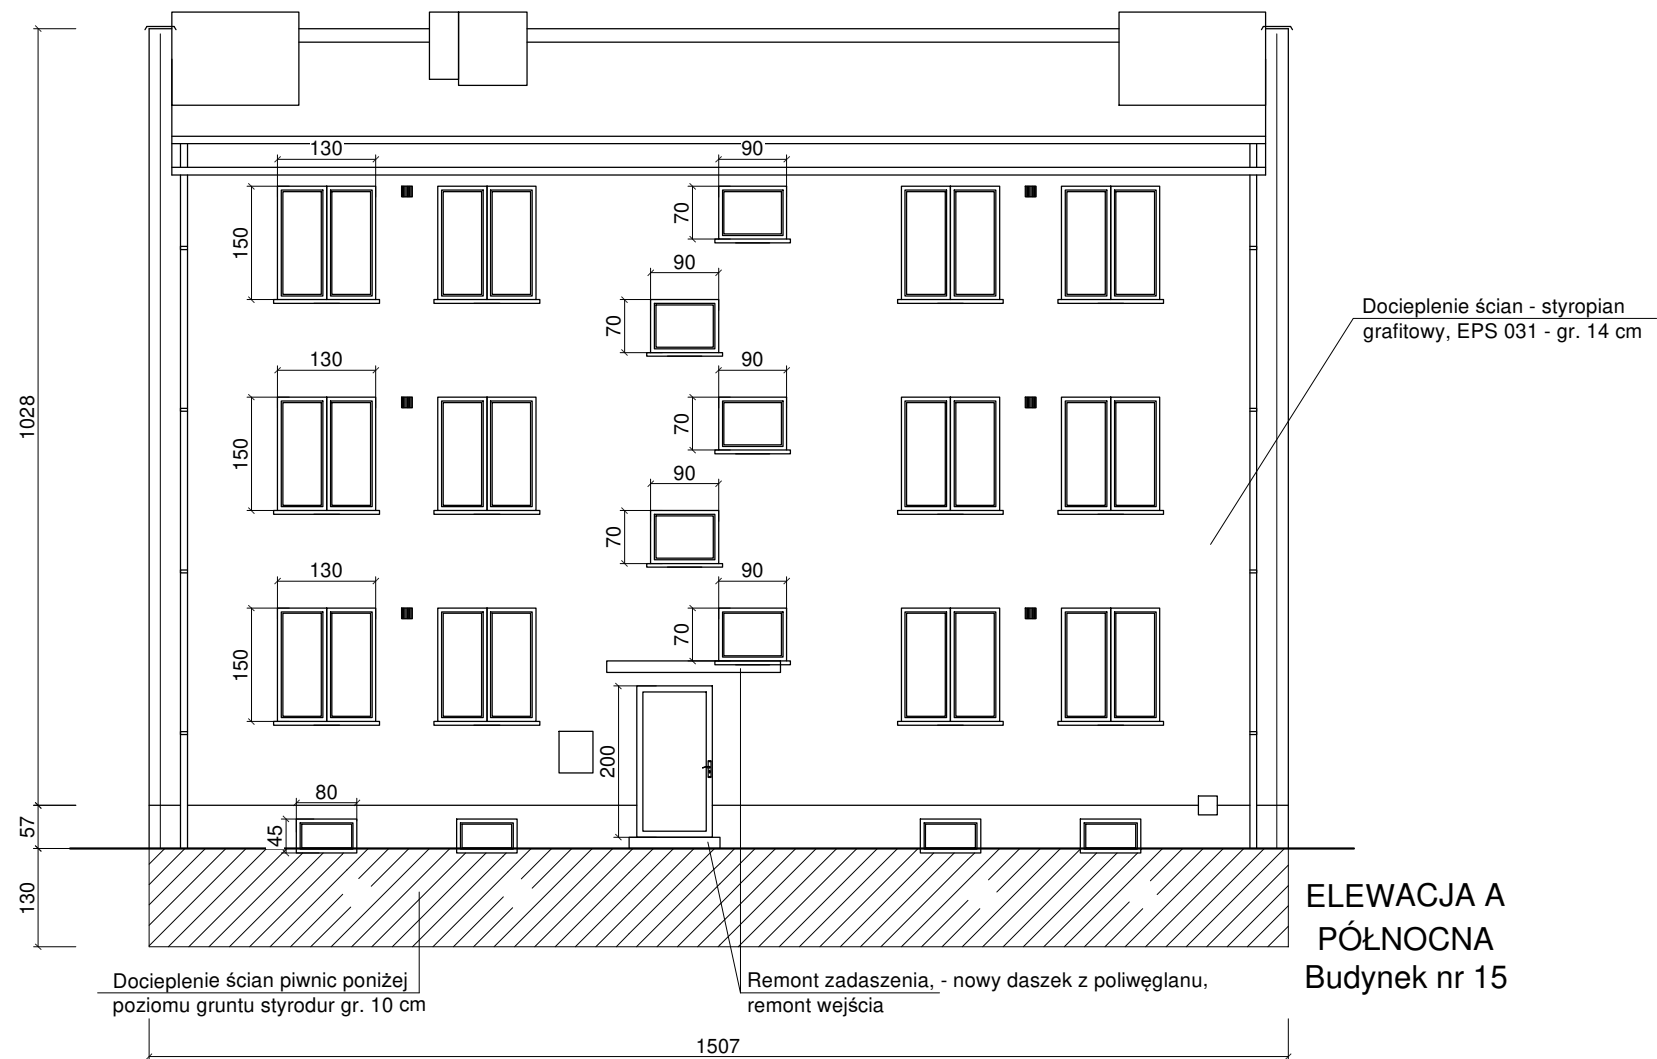 130
90
150
70
90
70
Docieplenie ścian - styropian
grafitowy, EPS 031 - gr. 14 cm
130
90
1028
150
70
90
70
130
90
150
70
200
80
57
45
130
ELEWACJA A
PÓŁNOCNA
Budynek nr 15
Docieplenie ścian piwnic poniżej
poziomu gruntu styrodur gr. 10 cm
Remont zadaszenia, - nowy daszek z poliwęglanu,
remont wejścia
1507